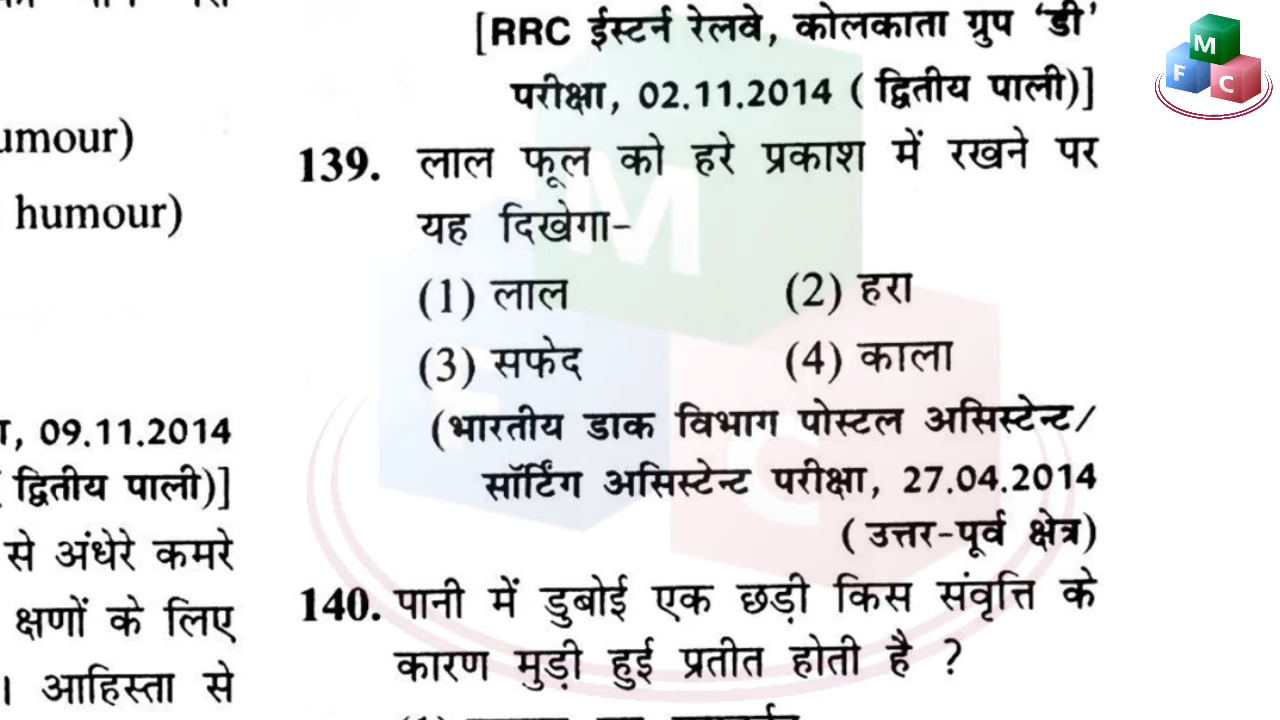 umour)
humour)
, 09.11.2014
( द्वितीय पाली)]
से अंधेरे कमरे
क्षणों के लिए
। आहिस्ता से
[RRC ईस्टर्न रेलवे, कोलकाता ग्रुप ‘डी’
परीक्षा, 02.11.2014 ( द्वितीय पाली)]
139. लाल फूल को हरे प्रकाश में रखने पर
यह दिखेगा-
(1) लाल (2) हरा
(3) सफेद (4) काला
(भारतीय डाक विभाग पोस्टल असिस्टेन्ट/
सॉर्टिंग असिस्टेन्ट परीक्षा, 27.04.2014
( उत्तर-पूर्व क्षेत्र)
140. पानी में डुबोई एक छड़ी किस संवृत्ति के
कारण मुड़ी हुई प्रतीत होती है ?
M
F C
M
F C